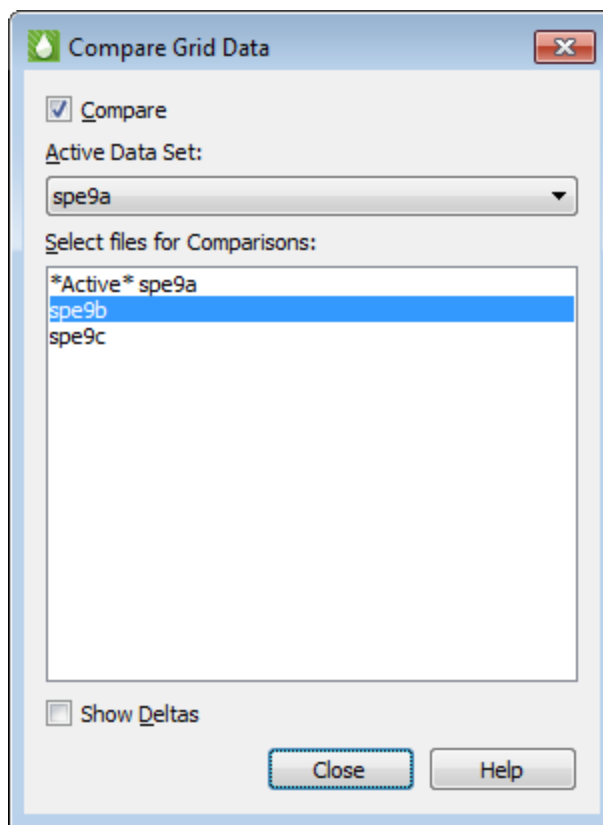 Compare Grid Data
Compare
Active Data Set:
spe9a
Select files for Comparisons:
*Active* spe9a
spe9b
spe9c
Show Deltas
Close Help